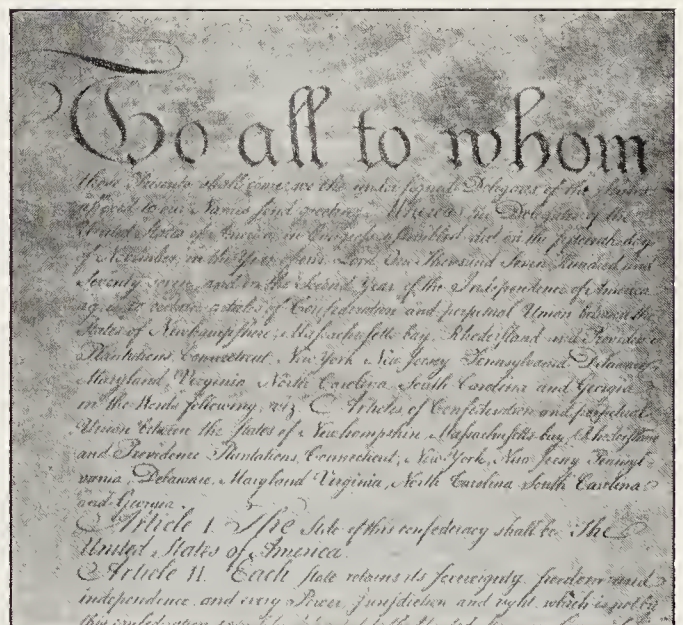 To all to whom
these Presents shall come, we the under signed Delegates of the States
affixed to our Names send greeting. Whereas the Delegates of the
United States of America in Congress assembled did on the fifteenth day
of November in the Year of our Lord One Thousand Seven Hundred and
Seventy seven, and in the Second Year of the Independence of America
agree to certain articles of Confederation and perpetual Union between the
States of Newhampshire, Massachusetts bay, Rhodeisland and Providence
Plantations, Connecticut, New York, New Jersey, Pennsylvania, Delaware,
Maryland, Virginia, North Carolina, South Carolina and Georgia
in the Words following, viz. Articles of Confederation and perpetual
Union between the States of Newhampshire, Massachusetts bay, Rhodeisland
and Providence Plantations, Connecticut, New York, New Jersey, Pennsyl-
vania, Delaware, Maryland, Virginia, North Carolina, South Carolina
and Georgia.
Article I. The Stile of this confederacy shall be "The
United States of America."
Article II. Each state retains its sovereignty, freedom and
independence, and every Power, Jurisdiction and right, which is not by
this confederation